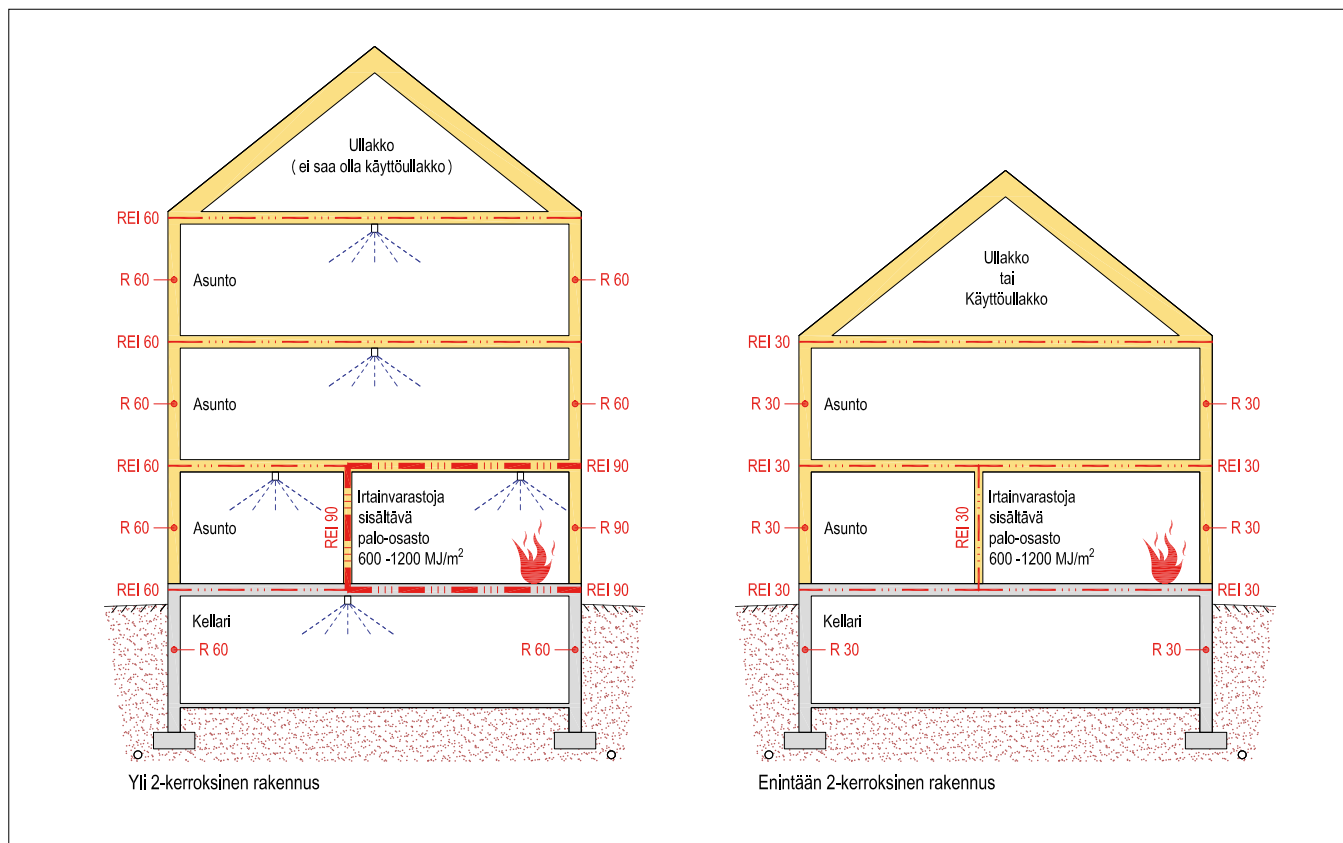 Ullakko
( ei saa olla käyttöullakko )
REI 60
R 60
Asunto
R 60
REI 60
R 60
Asunto
R 60
REI 60
REI 90
R 60
Asunto
REI 90
Irtainvarastoja
sisältävä
palo-osasto
600 -1200 MJ/m²
R 90
REI 60
REI 90
Kellari
R 60
R 60
Yli 2-kerroksinen rakennus
Ullakko
tai
Käyttöullakko
REI 30
R 30
Asunto
R 30
REI 30
REI 30
R 30
Asunto
REI 30
Irtainvarastoja
sisältävä
palo-osasto
600 -1200 MJ/m²
R 30
REI 30
REI 30
Kellari
R 30
R 30
Enintään 2-kerroksinen rakennus